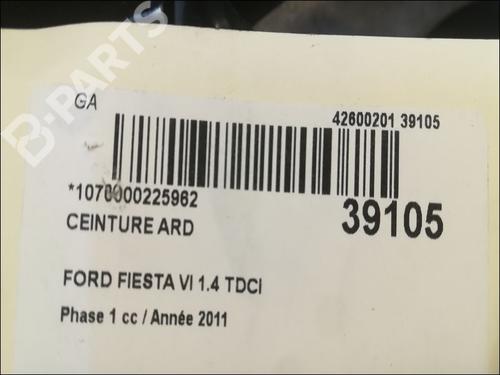 GA
42600201 39105
*1070000225962
39105
CEINTURE ARD
FORD FIESTA VI 1.4 TDCI
Phase 1 cc / Année 2011
B-PARTS